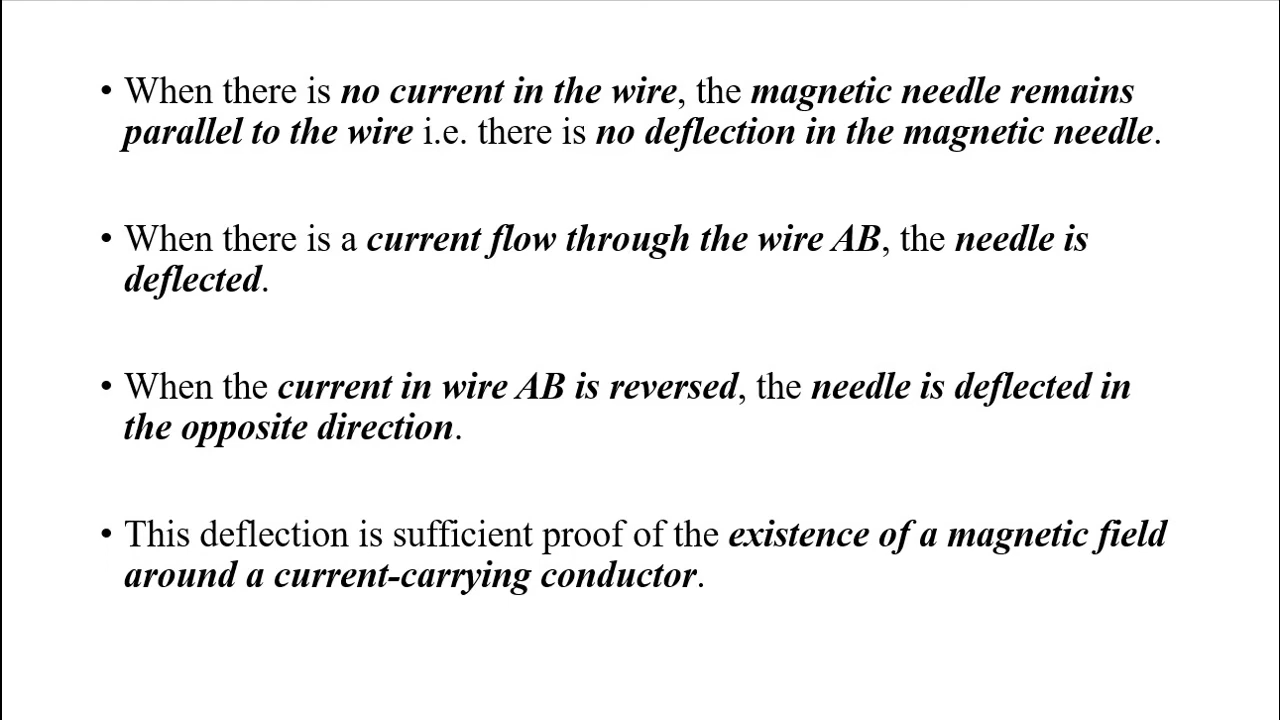 • When there is no current in the wire, the magnetic needle remains
parallel to the wire i.e. there is no deflection in the magnetic needle.
• When there is a current flow through the wire AB, the needle is
deflected.
• When the current in wire AB is reversed, the needle is deflected in
the opposite direction.
• This deflection is sufficient proof of the existence of a magnetic field
around a current-carrying conductor.